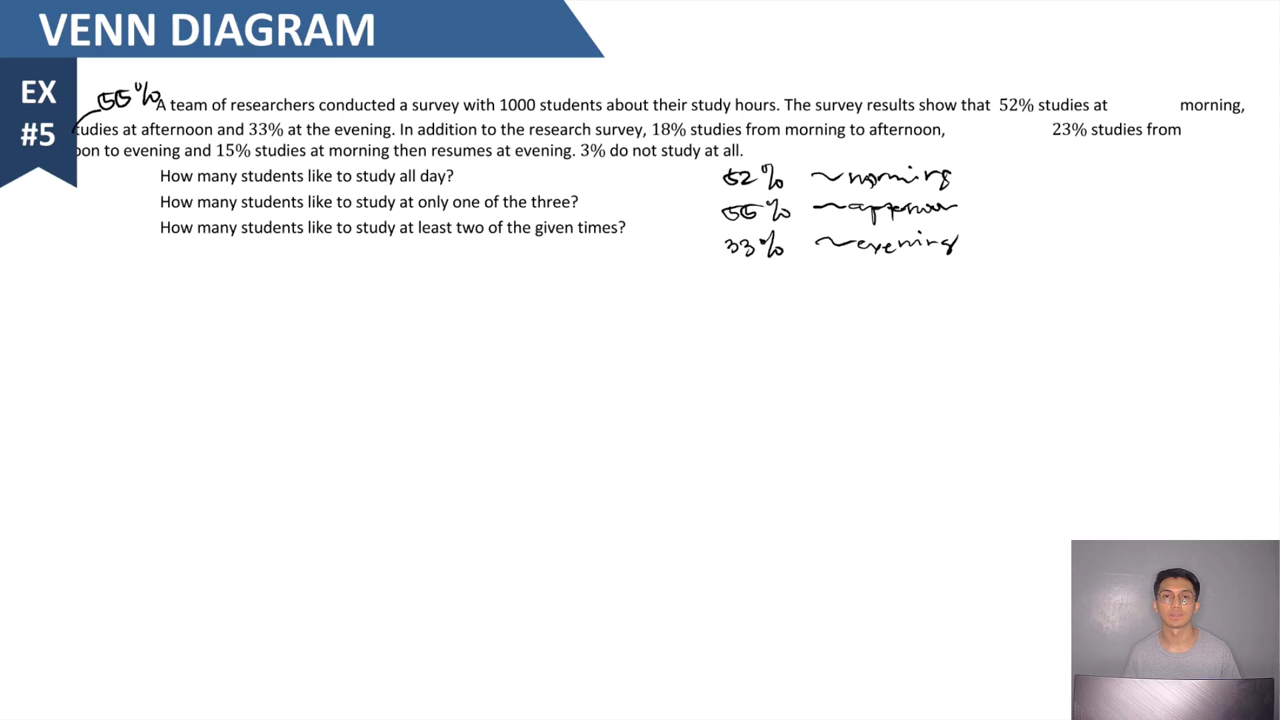 VENN DIAGRAM
EX
#5
55%
A team of researchers conducted a survey with 1000 students about their study hours. The survey results show that 52% studies at morning,
tudies at afternoon and 33% at the evening. In addition to the research survey, 18% studies from morning to afternoon, 23% studies from
oon to evening and 15% studies at morning then resumes at evening. 3% do not study at all.
How many students like to study all day?
How many students like to study at only one of the three?
How many students like to study at least two of the given times?
52% ~ morning
55% ~
33% ~ evening